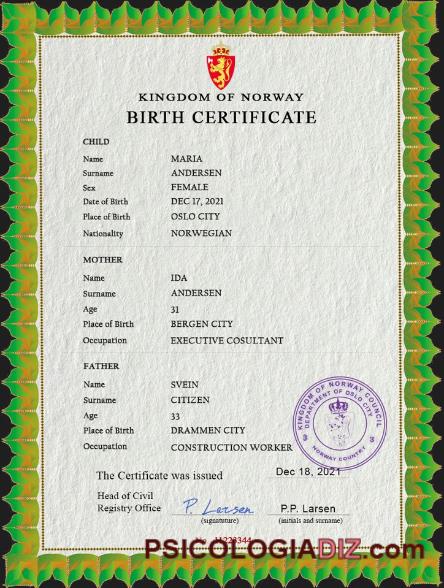 KINGDOM OF NORWAY
BIRTH CERTIFICATE
CHILD
Name MARIA
Surname ANDERSEN
Sex FEMALE
Date of Birth DEC 17, 2021
Place of Birth OSLO CITY
Nationality NORWEGIAN
MOTHER
Name IDA
Surname ANDERSEN
Age 31
Place of Birth BERGEN CITY
Occupation EXECUTIVE COSULTANT
FATHER
Name SVEIN
Surname CITIZEN
Age 33
Place of Birth DRAMMEN CITY
Occupation CONSTRUCTION WORKER
KINGDOM OF NORWAY COUNCIL
DEPARTMENT OF OSLO CITY
NORWAY COUNTRY
The Certificate was issued Dec 18, 2021
Head of Civil
Registry Office P. Larsen P.P. Larsen
(signatuture) (initials and surname)
No. 11223344
PSICOLOGIADIZ.com